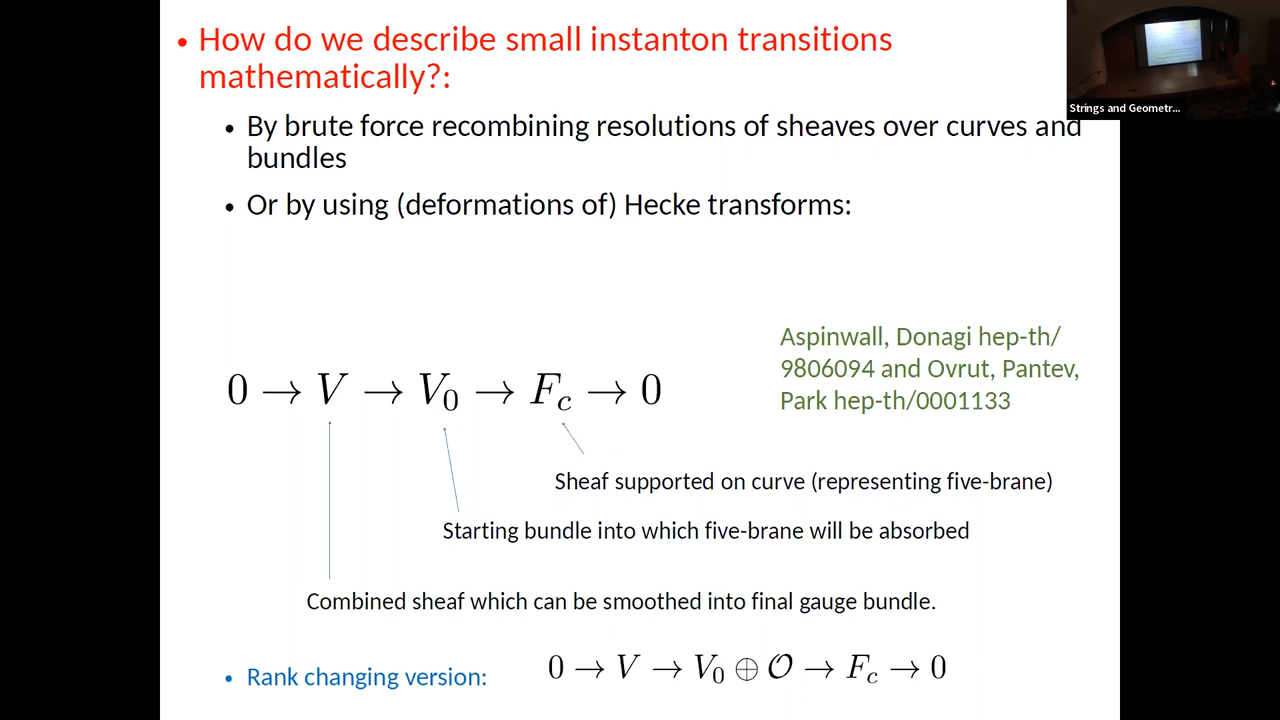 • How do we describe small instanton transitions
mathematically?:
• By brute force recombining resolutions of sheaves over curves and
bundles
• Or by using (deformations of) Hecke transforms:
Strings and Geometr...
Aspinwall, Donagi hep-th/
9806094 and Ovrut, Pantev,
Park hep-th/0001133
0 → V → V₀ → F_c → 0
Sheaf supported on curve (representing five-brane)
Starting bundle into which five-brane will be absorbed
Combined sheaf which can be smoothed into final gauge bundle.
• Rank changing version: 0 → V → V₀ ⊕ 𝒪 → F_c → 0